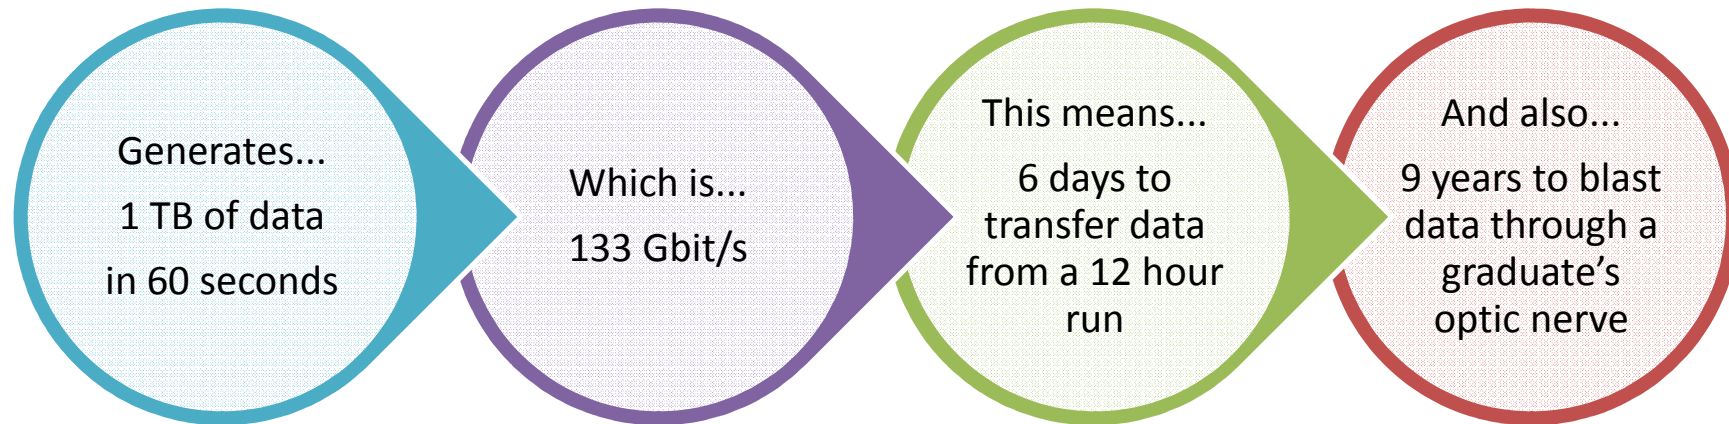 Generates...
1 TB of data
in 60 seconds
Which is...
133 Gbit/s
This means...
6 days to
transfer data
from a 12 hour
run
And also...
9 years to blast
data through a
graduate’s
optic nerve